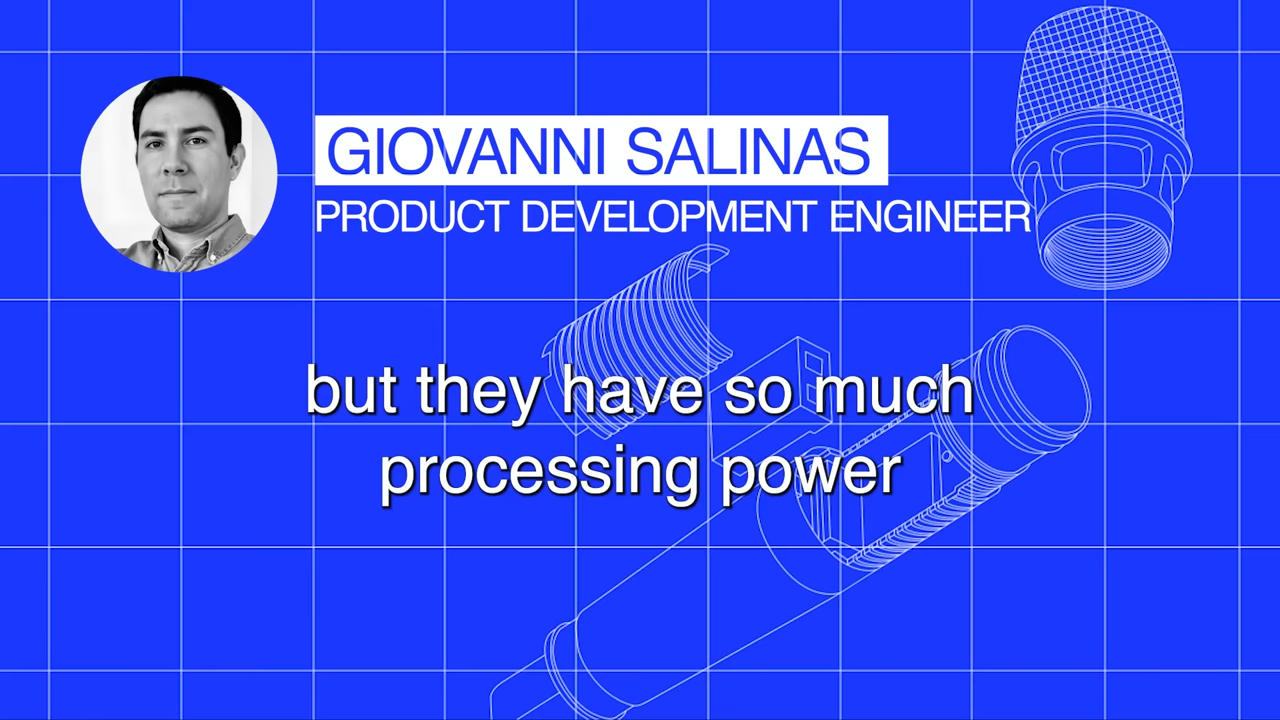 GIOVANNI SALINAS
PRODUCT DEVELOPMENT ENGINEER
but they have so much
processing power